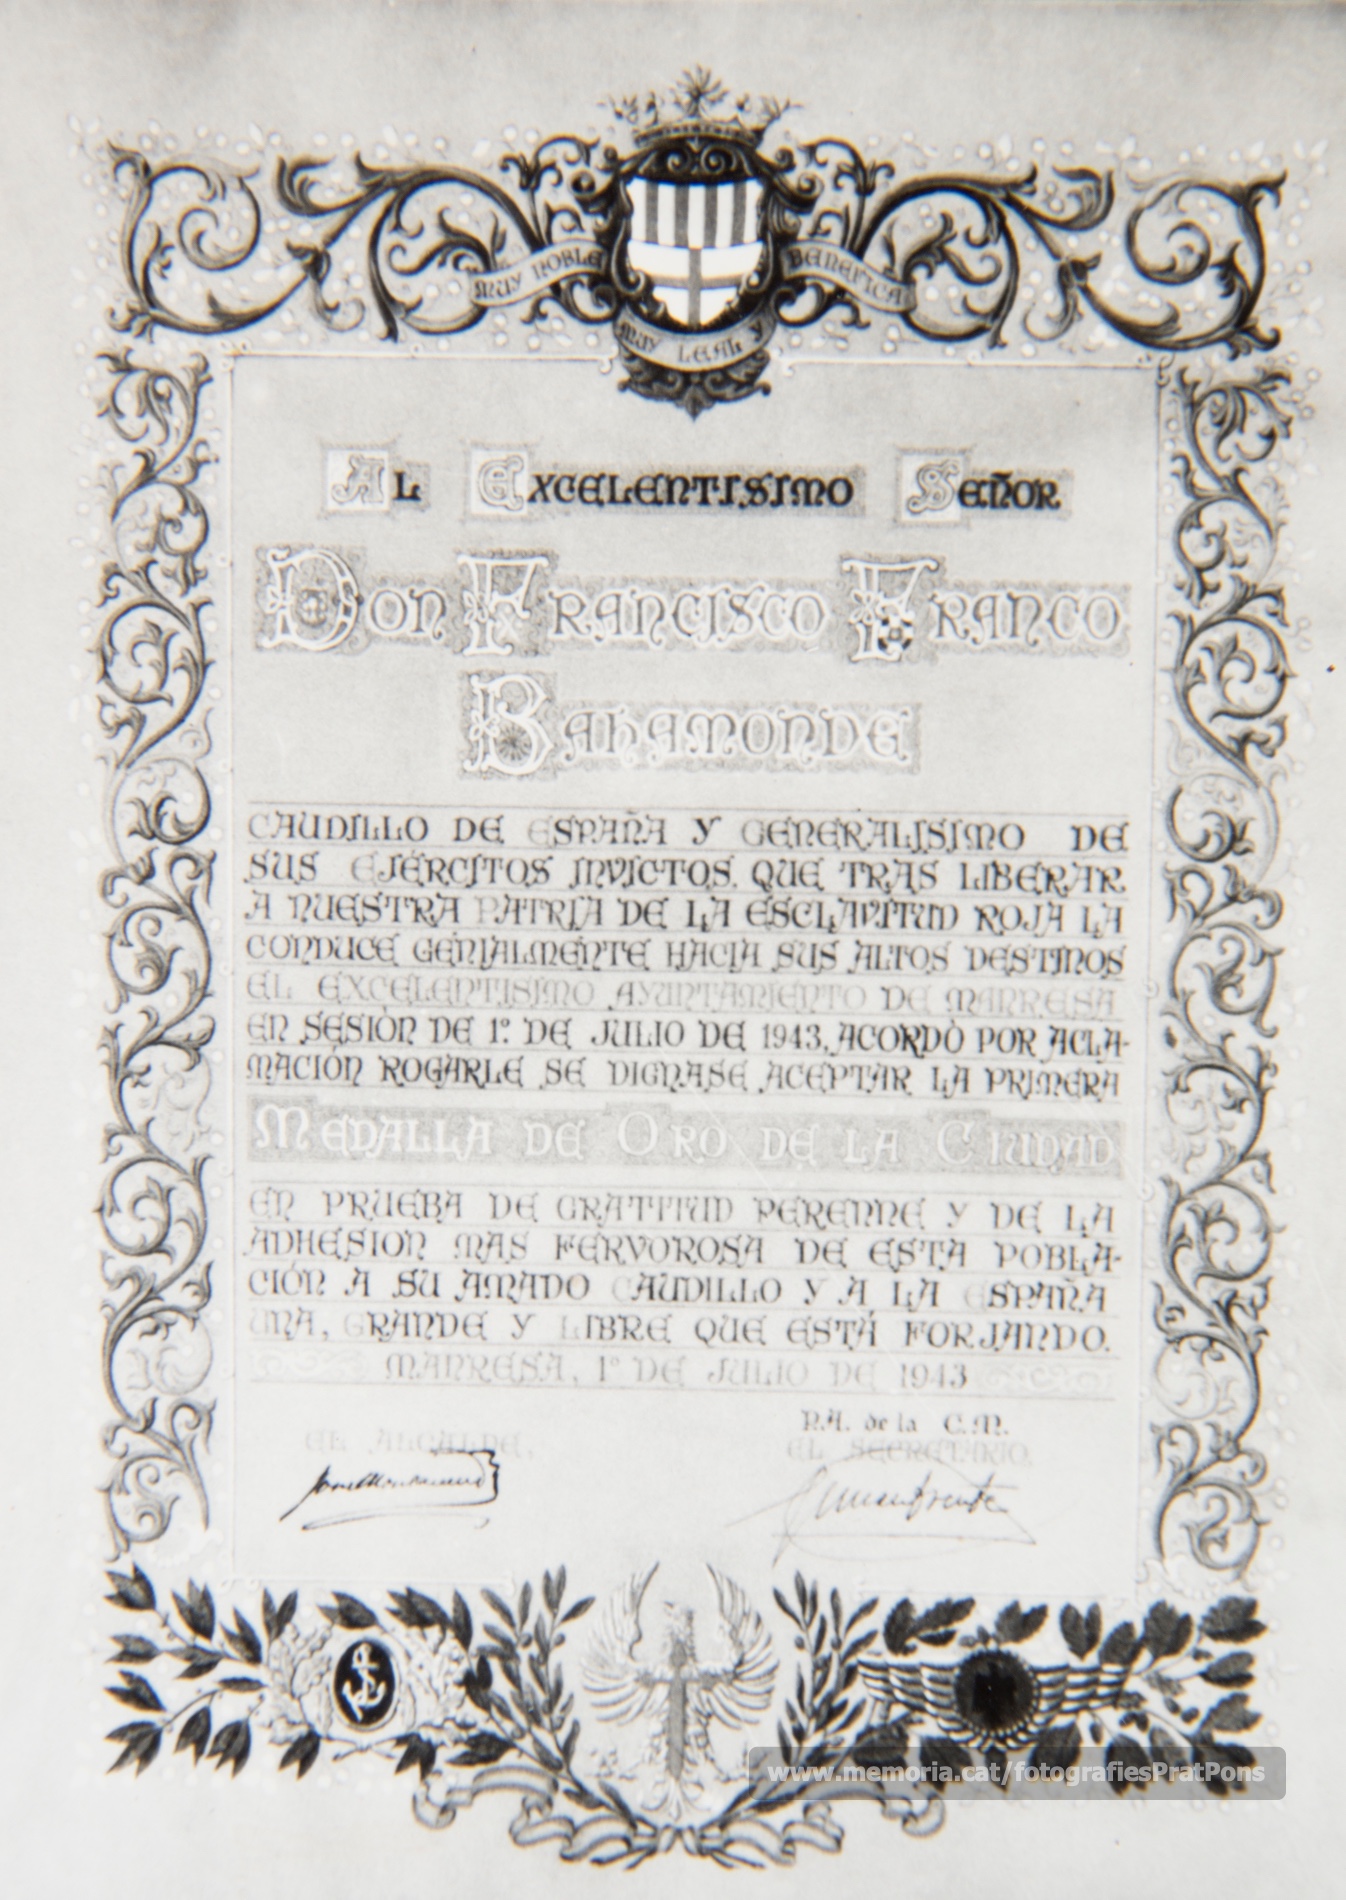 MUY NOBLE
MUY LEAL Y
BENEFICA
AL EXCELENTISIMO SEÑOR
DON FRANCISCO FRANCO
BAHAMONDE
CAUDILLO DE ESPAÑA Y GENERALISIMO DE
SUS EJÉRCITOS INVICTOS, QUE TRAS LIBERAR
A NUESTRA PATRIA DE LA ESCLAVITUD ROJA LA
CONDUCE GENIALMENTE HACIA SUS ALTOS DESTINOS
EL EXCELENTISIMO AYUNTAMIENTO DE MANRESA
EN SESIÓN DE 1º. DE JULIO DE 1943, ACORDÓ POR ACLA-
MACIÓN ROGARLE SE DIGNASE ACEPTAR LA PRIMERA
MEDALLA DE ORO DE LA CIUDAD
EN PRUEBA DE GRATITUD PERENNE Y DE LA
ADHESION MAS FERVOROSA DE ESTA POBLA-
CIÓN A SU AMADO CAUDILLO Y A LA ESPAÑA
UNA, GRANDE Y LIBRE QUE ESTÁ FORJANDO.
MANRESA, 1º DE JULIO DE 1943
P.A. de la C.M.
EL ALCALDE, EL SECRETARIO,
www.memoria.cat/fotografiesPratPons